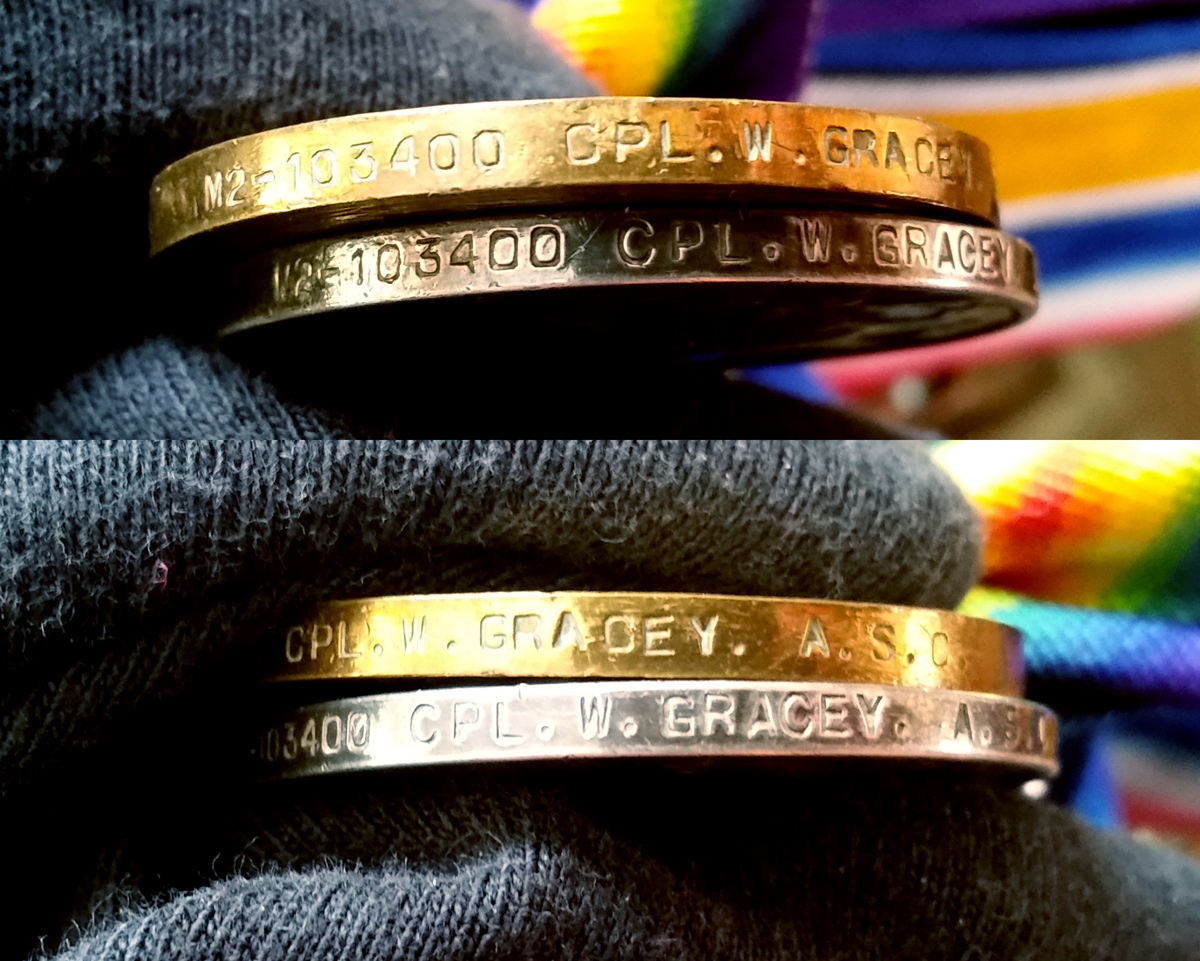 M2-103400 CPL. W. GRACEY.
M2-103400 CPL. W. GRACEY
CPL. W. GRACEY. A.S.C.
103400 CPL. W. GRACEY. A.S.C